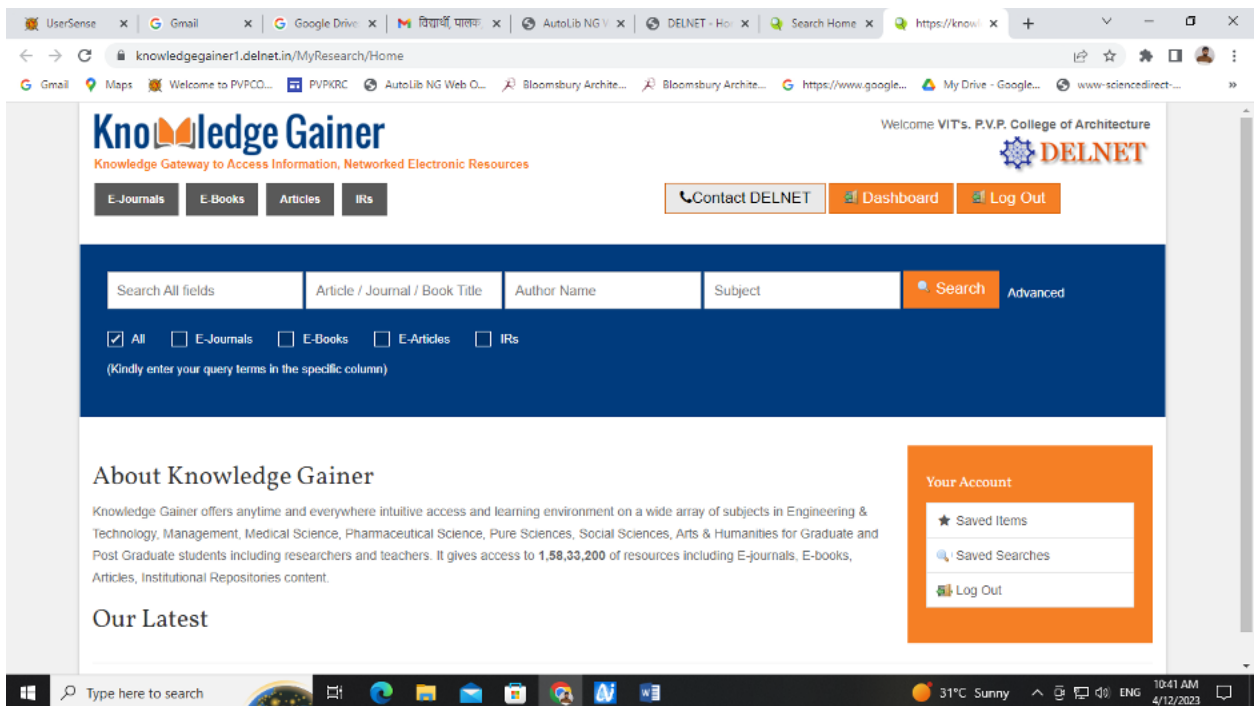 UserSense
Gmail
Google Drive
विद्यार्थी, पालक,
AutoLib NG V
DELNET - Ho
Search Home
https://knowl
knowledgegainer1.delnet.in/MyResearch/Home
Gmail
Maps
Welcome to PVPCO...
PVPKRC
AutoLib NG Web O...
Bloomsbury Archite...
Bloomsbury Archite...
https://www.google...
My Drive - Google...
www-sciencedirect-...
»
Knowledge Gainer
Knowledge Gateway to Access Information, Networked Electronic Resources
Welcome VIT's. P.V.P. College of Architecture
DELNET
E-Journals
E-Books
Articles
IRs
Contact DELNET
Dashboard
Log Out
Search All fields
Article / Journal / Book Title
Author Name
Subject
Search
Advanced
All
E-Journals
E-Books
E-Articles
IRs
(Kindly enter your query terms in the specific column)
About Knowledge Gainer
Knowledge Gainer offers anytime and everywhere intuitive access and learning environment on a wide array of subjects in Engineering &
Technology, Management, Medical Science, Pharmaceutical Science, Pure Sciences, Social Sciences, Arts & Humanities for Graduate and
Post Graduate students including researchers and teachers. It gives access to 1,58,33,200 of resources including E-journals, E-books,
Articles, Institutional Repositories content.
Our Latest
Your Account
Saved Items
Saved Searches
Log Out
Type here to search
31°C Sunny
ENG
10:41 AM
4/12/2023